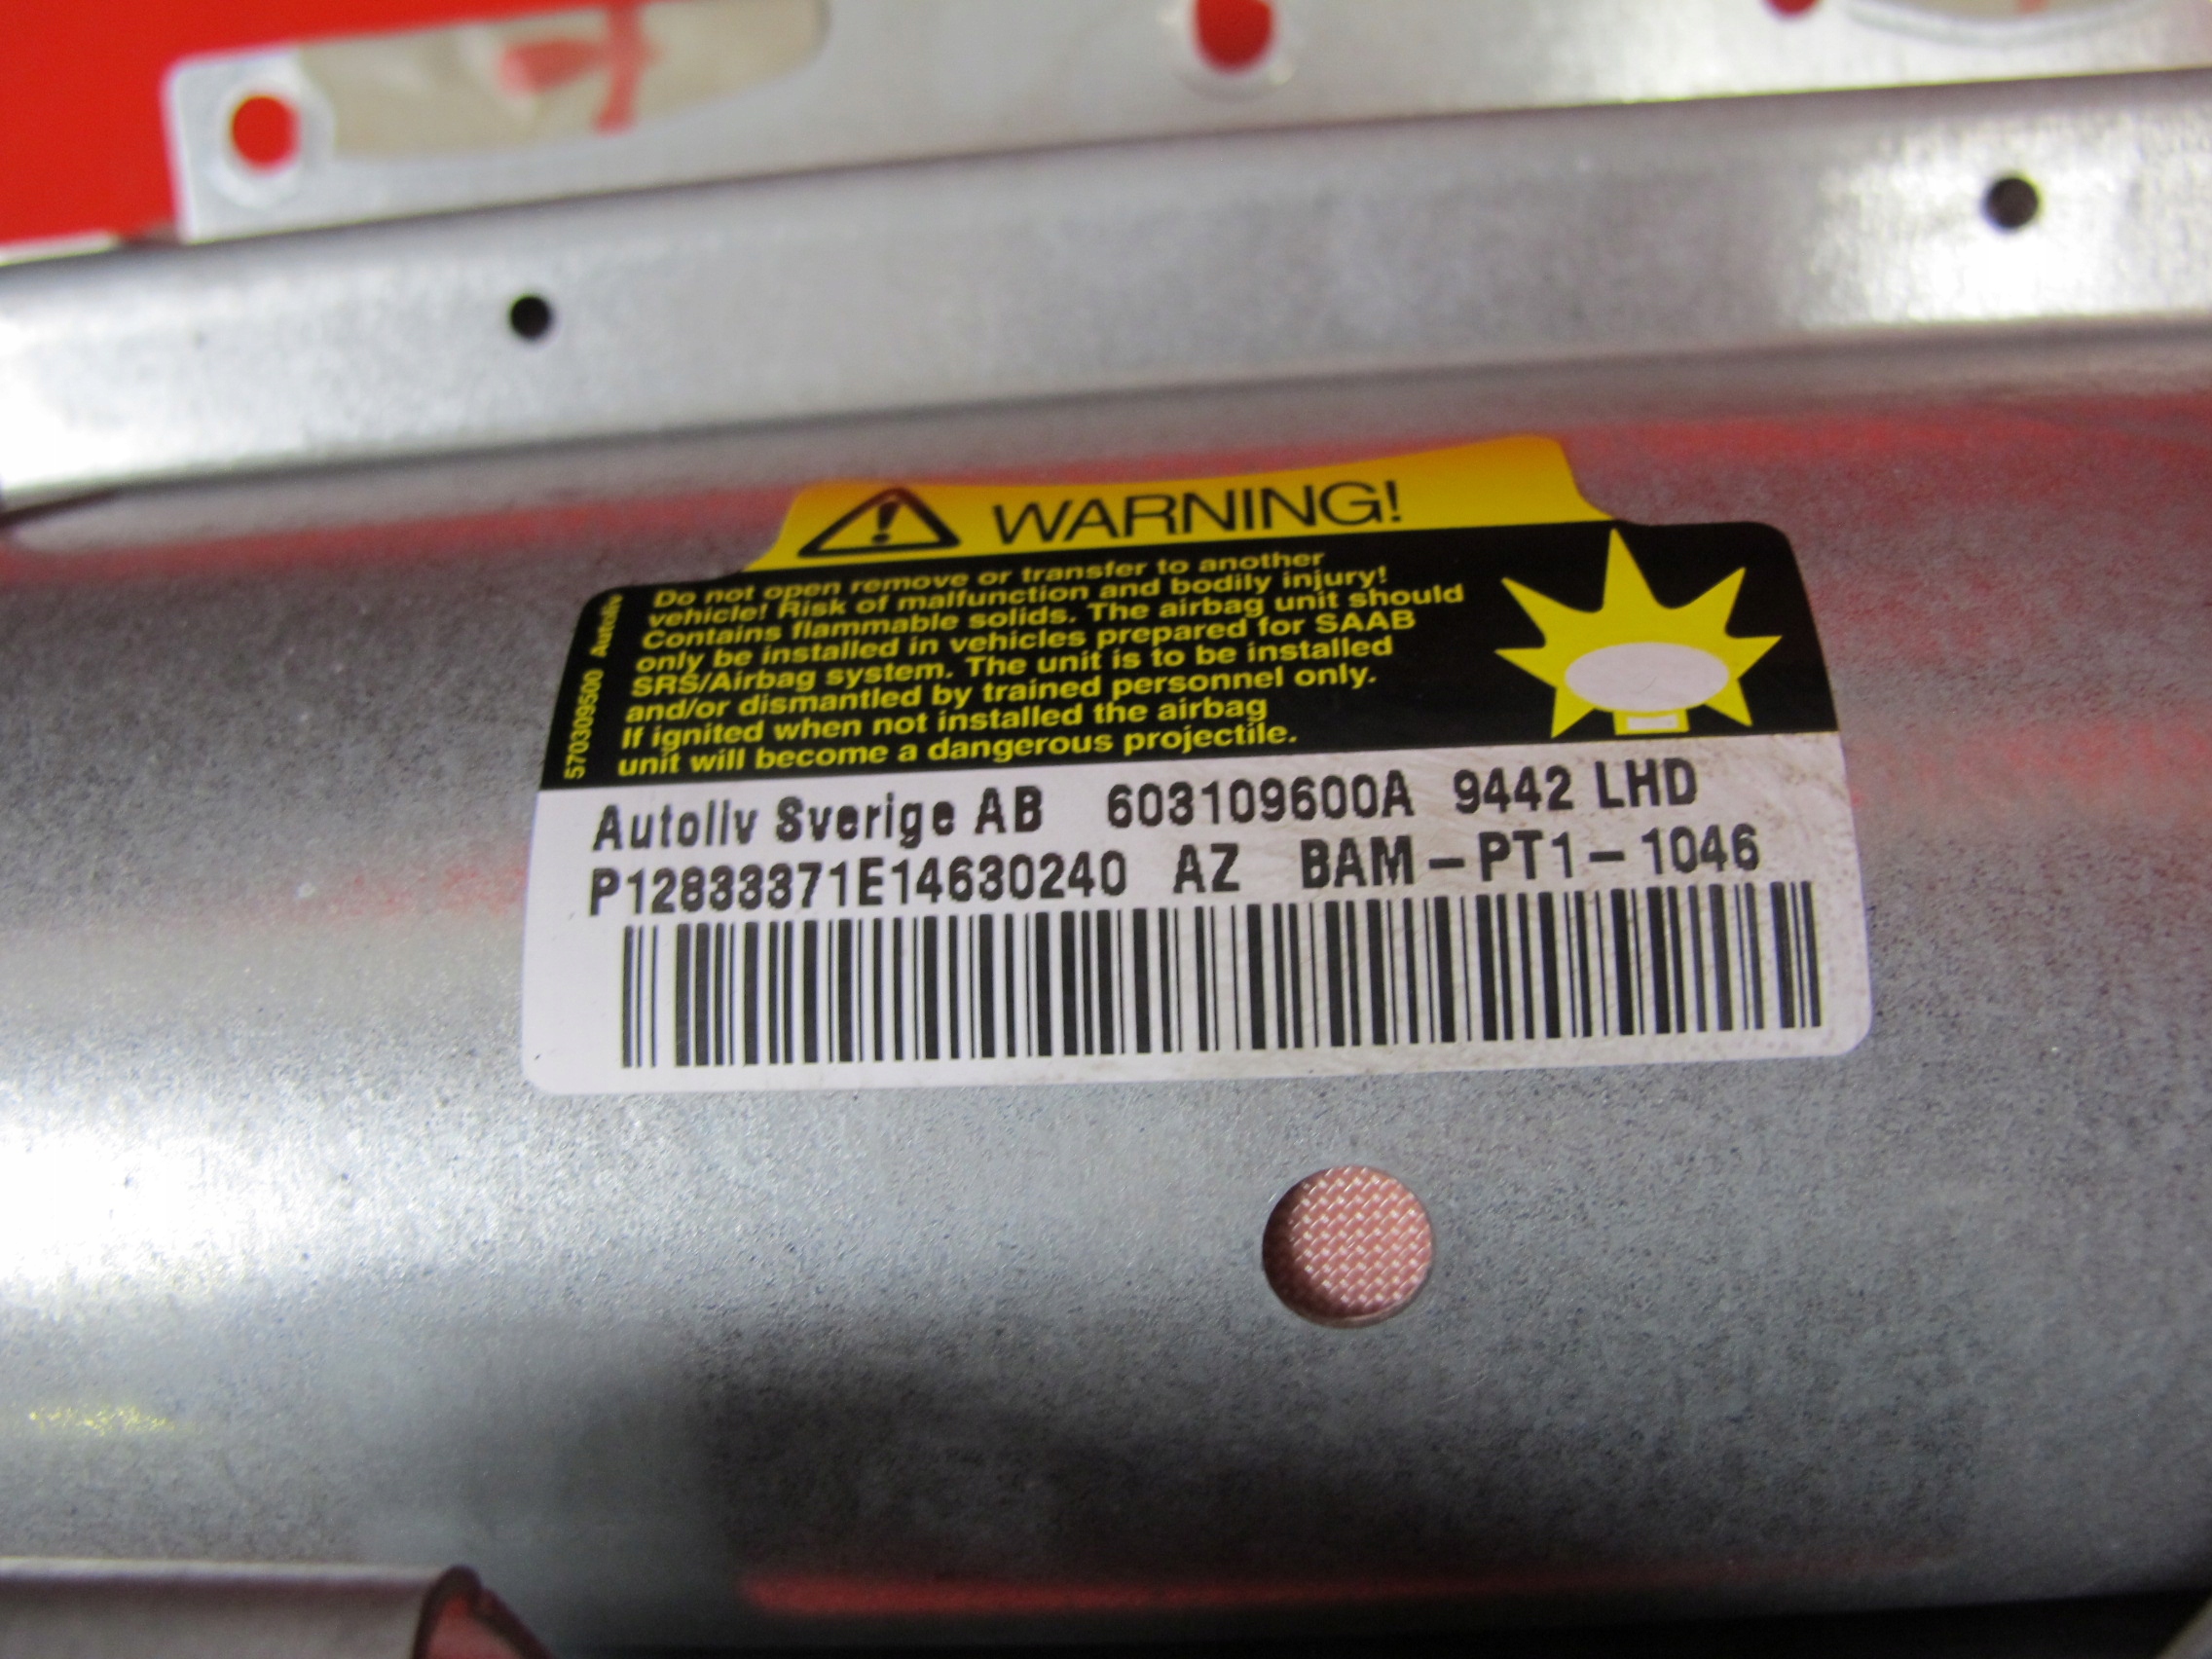 WARNING!
Do not open remove or transfer to another
vehicle! Risk of malfunction and bodily injury!
Contains flammable solids. The airbag unit should
only be installed in vehicles prepared for SAAB
SRS/Airbag system. The unit is to be installed
and/or dismantled by trained personnel only.
If ignited when not installed the airbag
unit will become a dangerous projectile.
570309500 Autoliv
Autoliv Sverige AB 603109600A 9442 LHD
P12833371E14630240 AZ BAM-PT1-1046